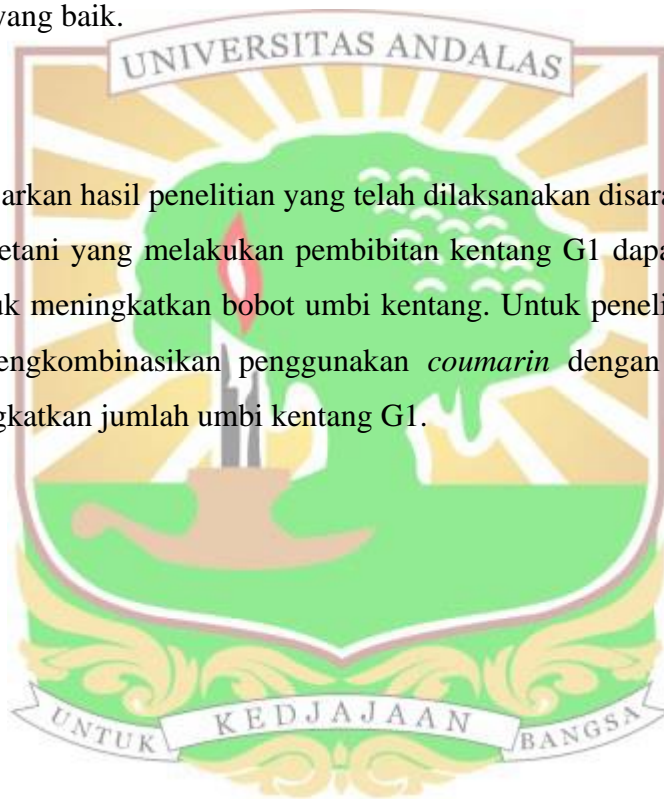 yang baik.
UNIVERSITAS ANDALAS
arkan hasil penelitian yang telah dilaksanakan disara
etani yang melakukan pembibitan kentang G1 dapa
uk meningkatkan bobot umbi kentang. Untuk peneli
engkombinasikan penggunakan coumarin dengan
gkatkan jumlah umbi kentang G1.
UNTUK KEDJAJAAN BANGSA